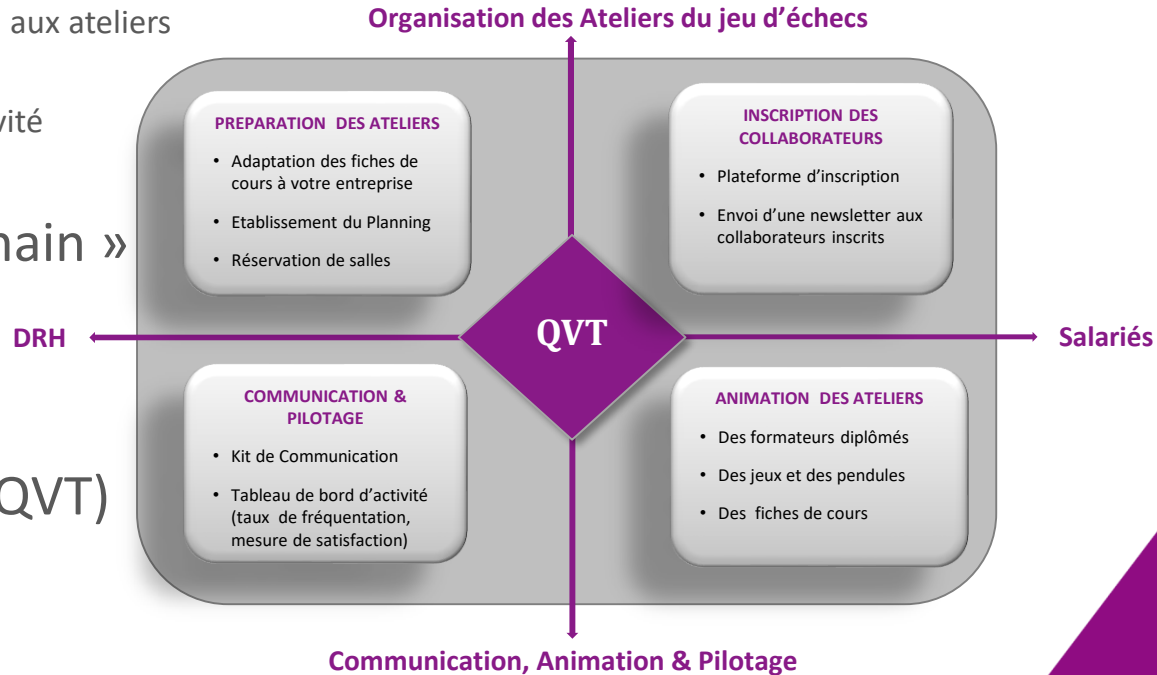 aux ateliers
vité
nain »
QVT)
Organisation des Ateliers du jeu d’échecs
PREPARATION DES ATELIERS
• Adaptation des fiches de
cours à votre entreprise
• Etablissement du Planning
• Réservation de salles
INSCRIPTION DES
COLLABORATEURS
• Plateforme d’inscription
• Envoi d’une newsletter aux
collaborateurs inscrits
DRH
QVT
Salariés
COMMUNICATION &
PILOTAGE
• Kit de Communication
• Tableau de bord d’activité
(taux de fréquentation,
mesure de satisfaction)
ANIMATION DES ATELIERS
• Des formateurs diplômés
• Des jeux et des pendules
• Des fiches de cours
Communication, Animation & Pilotage